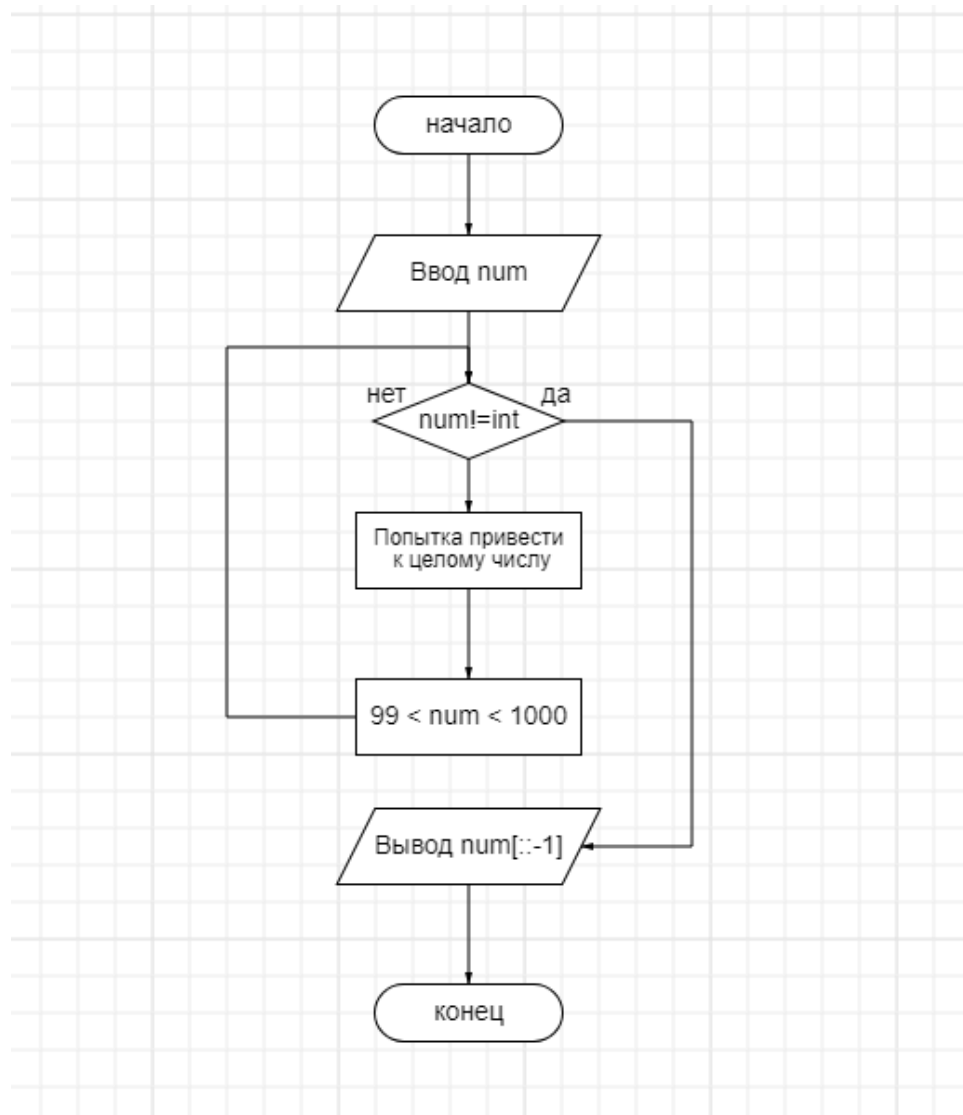 начало
Ввод num
нет
да
num!=int
Попытка привести
к целому числу
99 < num < 1000
Вывод num[::-1]
конец